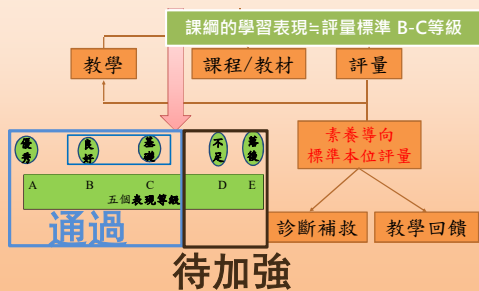 課綱的學習表現≒評量標準 B-C等級
教學
課程/教材
評量
優秀
良好
基礎
不足
落後
A
B
C
D
E
五個表現等級
通過
待加強
素養導向
標準本位評量
診斷補救
教學回饋